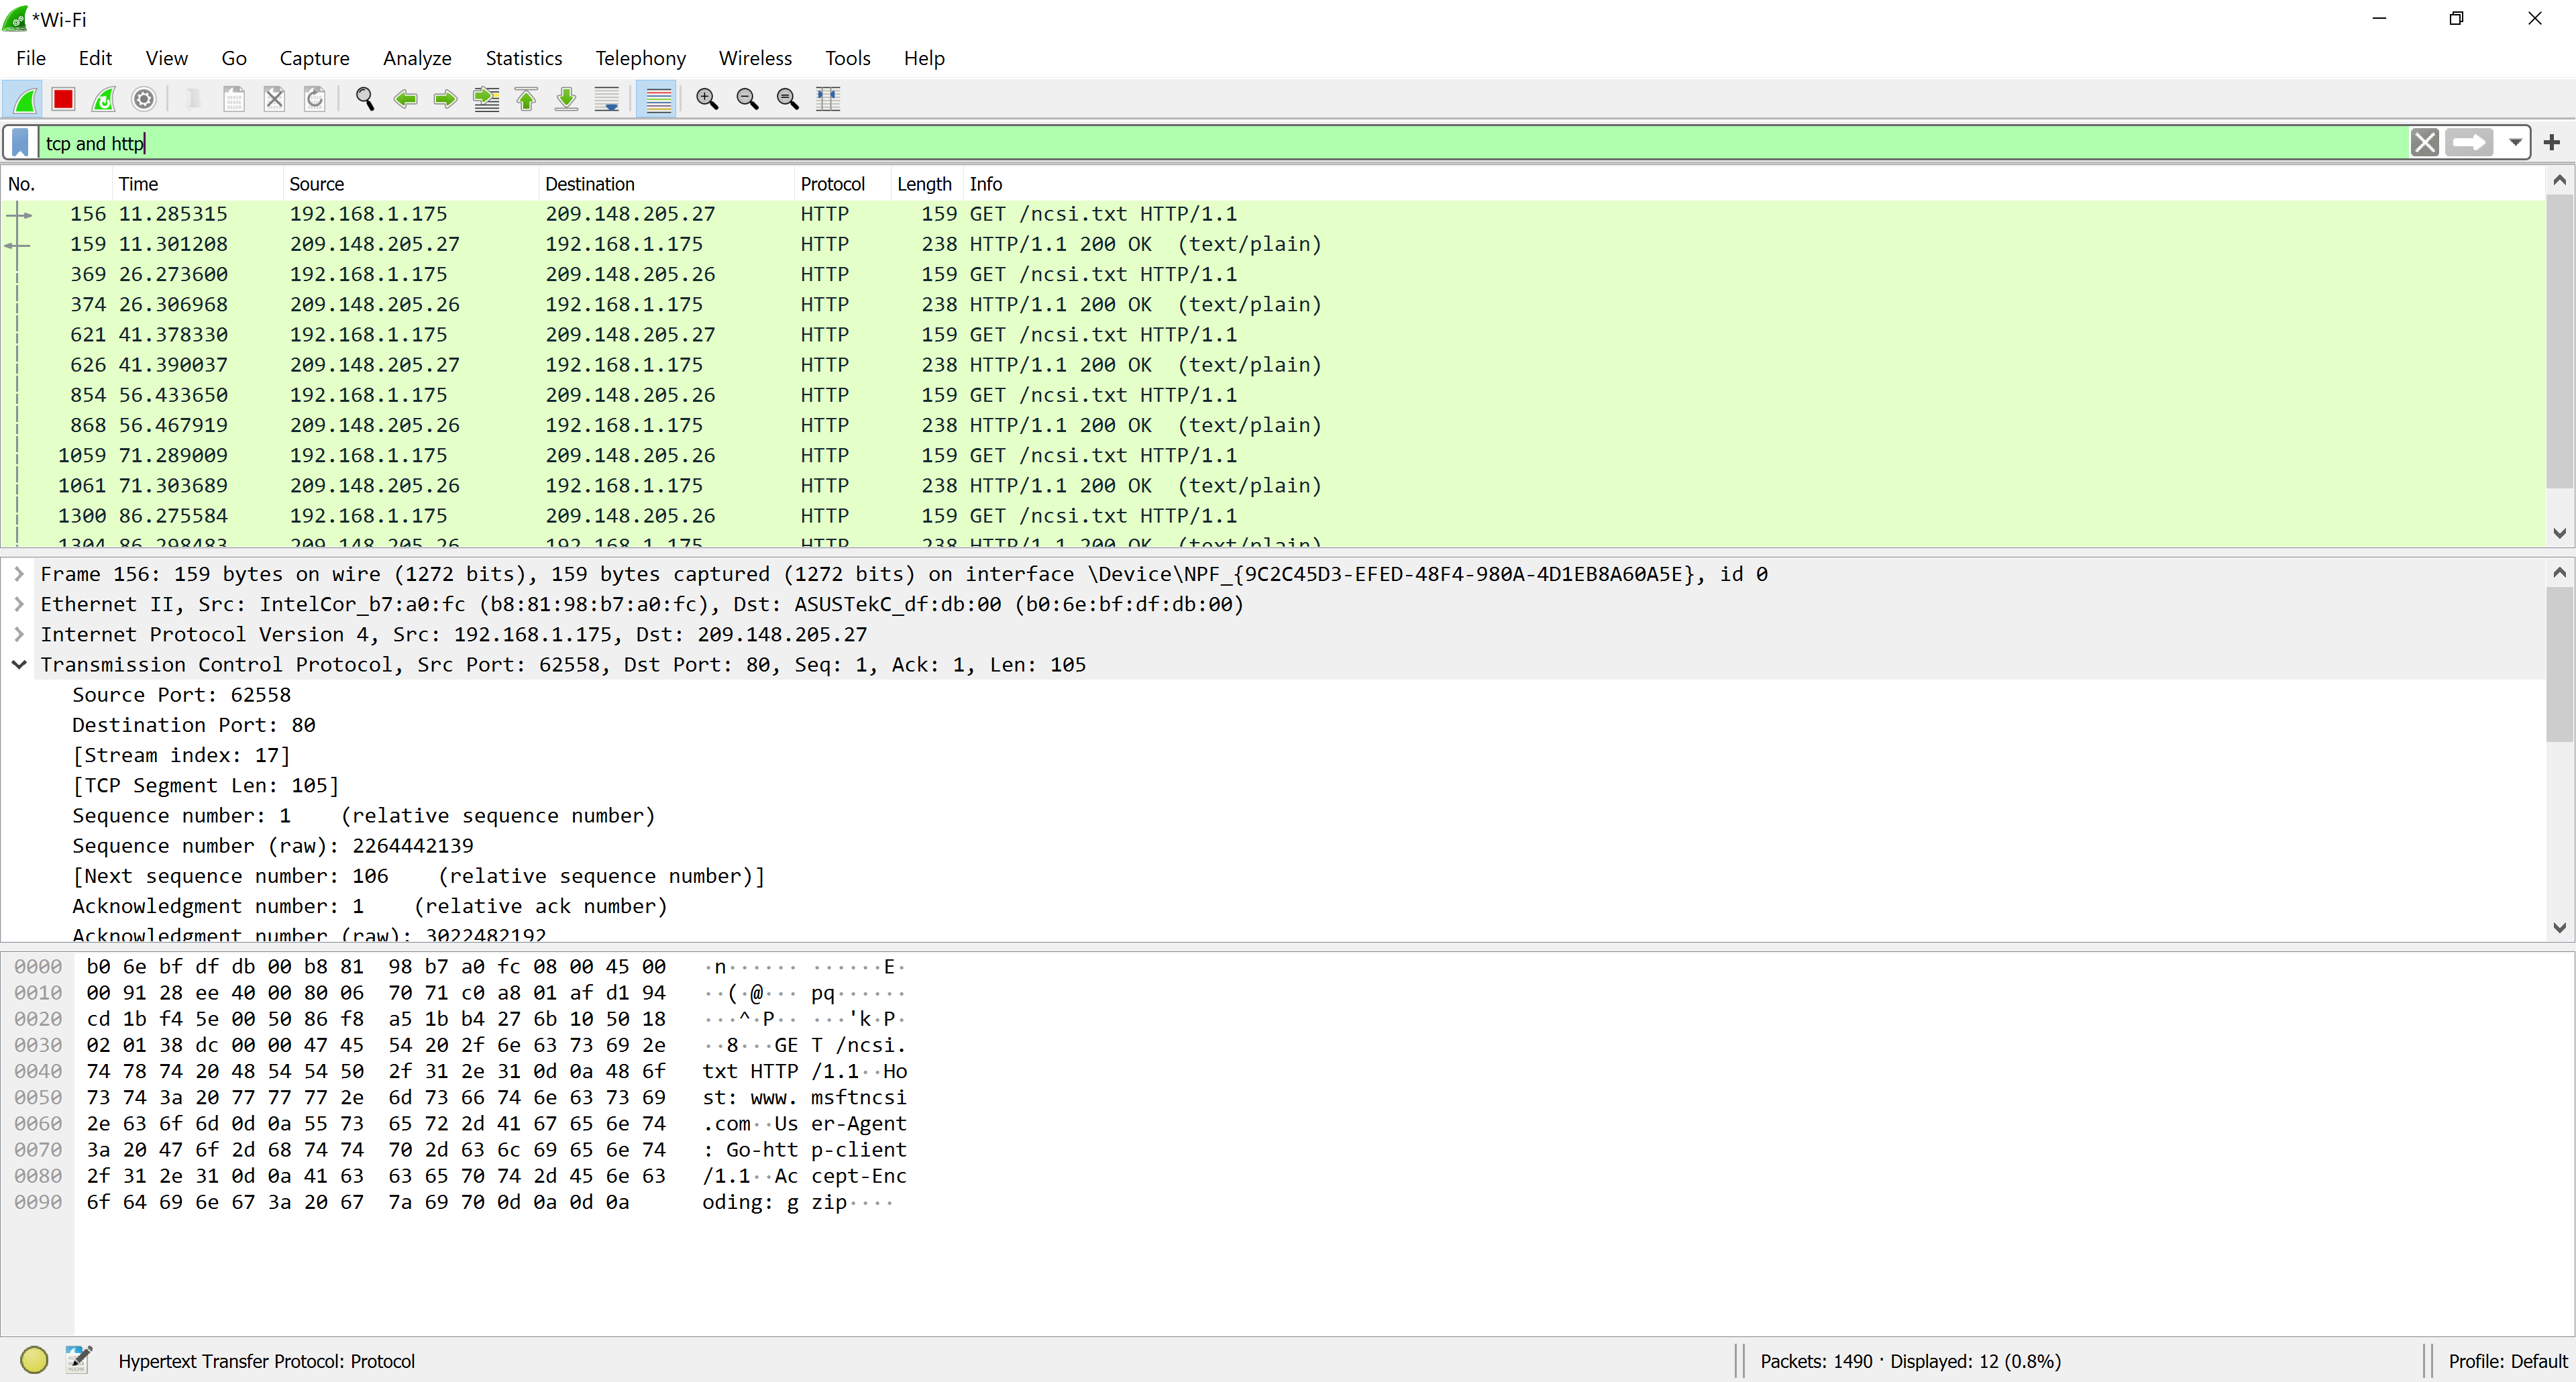 *Wi-Fi
File Edit View Go Capture Analyze Statistics Telephony Wireless Tools Help
tcp and http
No. Time Source Destination Protocol Length Info
156 11.285315 192.168.1.175 209.148.205.27 HTTP 159 GET /ncsi.txt HTTP/1.1
159 11.301208 209.148.205.27 192.168.1.175 HTTP 238 HTTP/1.1 200 OK (text/plain)
369 26.273600 192.168.1.175 209.148.205.26 HTTP 159 GET /ncsi.txt HTTP/1.1
374 26.306968 209.148.205.26 192.168.1.175 HTTP 238 HTTP/1.1 200 OK (text/plain)
621 41.378330 192.168.1.175 209.148.205.27 HTTP 159 GET /ncsi.txt HTTP/1.1
626 41.390037 209.148.205.27 192.168.1.175 HTTP 238 HTTP/1.1 200 OK (text/plain)
854 56.433650 192.168.1.175 209.148.205.26 HTTP 159 GET /ncsi.txt HTTP/1.1
868 56.467919 209.148.205.26 192.168.1.175 HTTP 238 HTTP/1.1 200 OK (text/plain)
1059 71.289009 192.168.1.175 209.148.205.26 HTTP 159 GET /ncsi.txt HTTP/1.1
1061 71.303689 209.148.205.26 192.168.1.175 HTTP 238 HTTP/1.1 200 OK (text/plain)
1300 86.275584 192.168.1.175 209.148.205.26 HTTP 159 GET /ncsi.txt HTTP/1.1
1304 86.298483 209.148.205.26 192.168.1.175 HTTP 238 HTTP/1.1 200 OK (text/plain)
Frame 156: 159 bytes on wire (1272 bits), 159 bytes captured (1272 bits) on interface \Device\NPF_{9C2C45D3-EFED-48F4-980A-4D1EB8A60A5E}, id 0
Ethernet II, Src: IntelCor_b7:a0:fc (b8:81:98:b7:a0:fc), Dst: ASUSTekC_df:db:00 (b0:6e:bf:df:db:00)
Internet Protocol Version 4, Src: 192.168.1.175, Dst: 209.148.205.27
Transmission Control Protocol, Src Port: 62558, Dst Port: 80, Seq: 1, Ack: 1, Len: 105
Source Port: 62558
Destination Port: 80
[Stream index: 17]
[TCP Segment Len: 105]
Sequence number: 1 (relative sequence number)
Sequence number (raw): 2264442139
[Next sequence number: 106 (relative sequence number)]
Acknowledgment number: 1 (relative ack number)
Acknowledgment number (raw): 3022482192
0000 b0 6e bf df db 00 b8 81 98 b7 a0 fc 08 00 45 00 ·n······ ······E·
0010 00 91 28 ee 40 00 80 06 70 71 c0 a8 01 af d1 94 ··(·@··· pq······
0020 cd 1b f4 5e 00 50 86 f8 a5 1b b4 27 6b 10 50 18 ···^·P·· ···'k·P·
0030 02 01 38 dc 00 00 47 45 54 20 2f 6e 63 73 69 2e ··8···GE T /ncsi.
0040 74 78 74 20 48 54 54 50 2f 31 2e 31 0d 0a 48 6f txt HTTP /1.1··Ho
0050 73 74 3a 20 77 77 77 2e 6d 73 66 74 6e 63 73 69 st: www. msftncsi
0060 2e 63 6f 6d 0d 0a 55 73 65 72 2d 41 67 65 6e 74 .com··Us er-Agent
0070 3a 20 47 6f 2d 68 74 74 70 2d 63 6c 69 65 6e 74 : Go-htt p-client
0080 2f 31 2e 31 0d 0a 41 63 63 65 70 74 2d 45 6e 63 /1.1··Ac cept-Enc
0090 6f 64 69 6e 67 3a 20 67 7a 69 70 0d 0a 0d 0a oding: g zip····
Hypertext Transfer Protocol: Protocol Packets: 1490 · Displayed: 12 (0.8%) Profile: Default